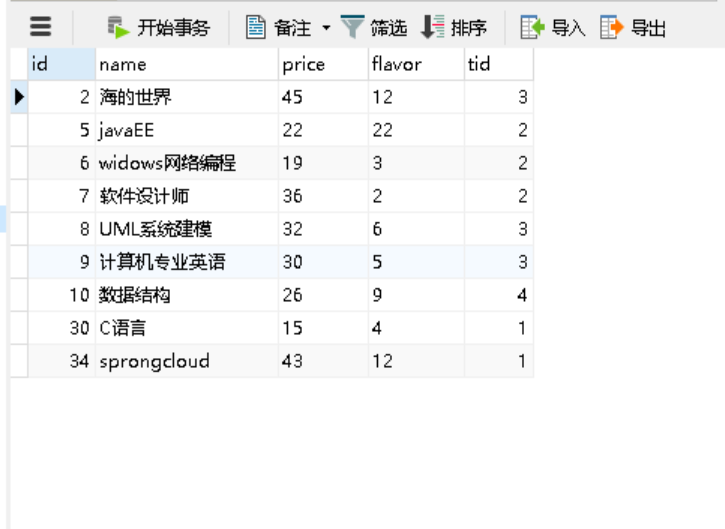 开始事务 备注 筛选 排序 导入 导出
id name price flavor tid
2 海的世界 45 12 3
5 javaEE 22 22 2
6 widows网络编程 19 3 2
7 软件设计师 36 2 2
8 UML系统建模 32 6 3
9 计算机专业英语 30 5 3
10 数据结构 26 9 4
30 C语言 15 4 1
34 sprongcloud 43 12 1